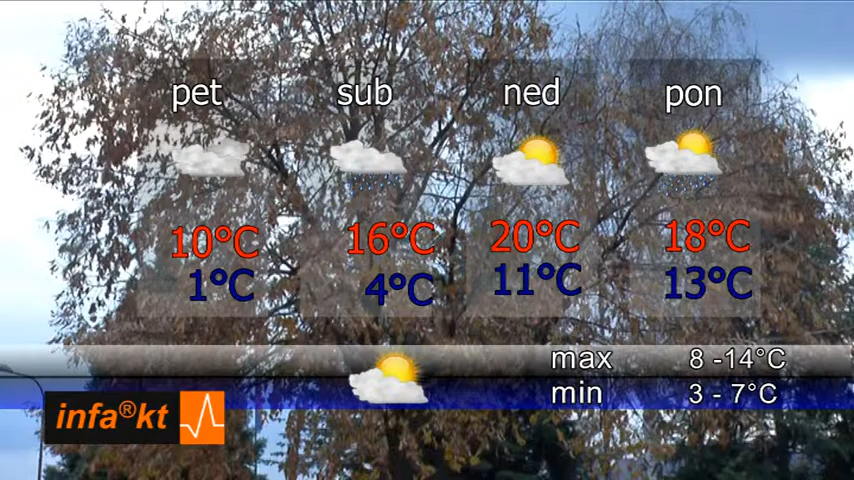 pet sub ned pon
10°C 16°C 20°C 18°C
1°C 4°C 11°C 13°C
max 8 -14°C
min 3 - 7°C
infa®kt